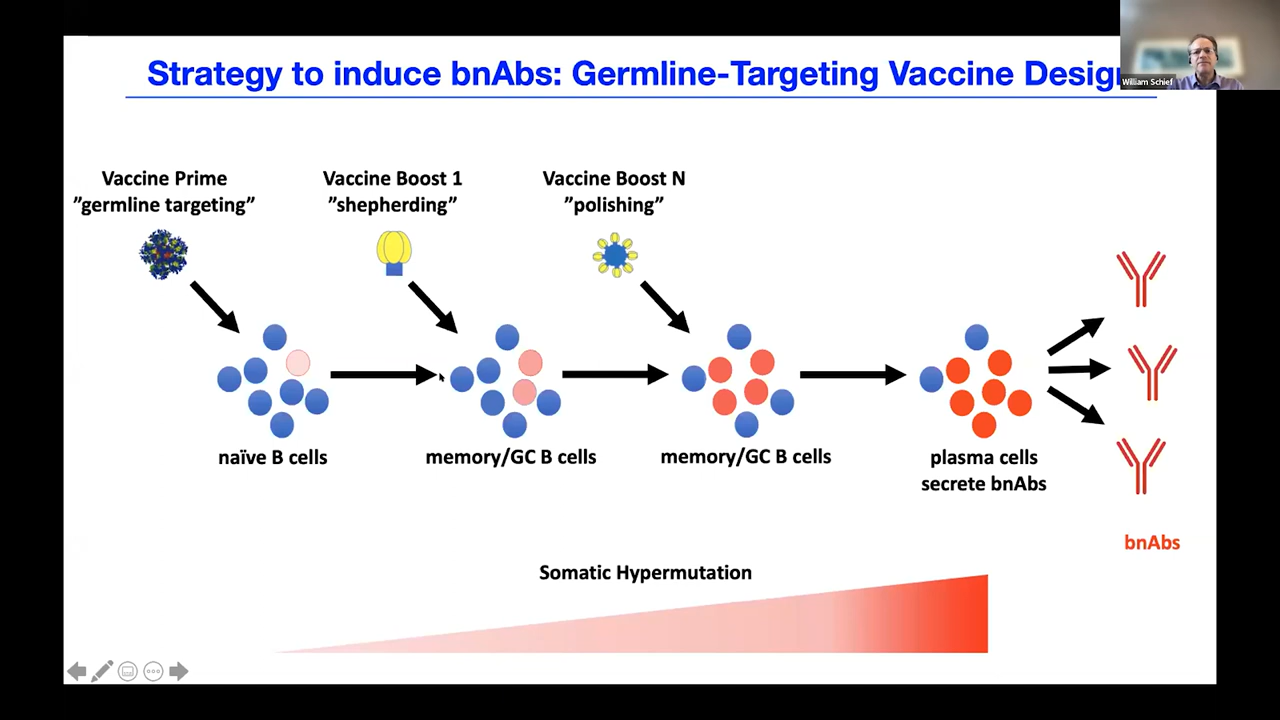 Strategy to induce bnAbs: Germline-Targeting Vaccine Desig
William Schief
Vaccine Prime
”germline targeting”
Vaccine Boost 1
”shepherding”
Vaccine Boost N
”polishing”
naïve B cells
memory/GC B cells
memory/GC B cells
plasma cells
secrete bnAbs
bnAbs
Somatic Hypermutation